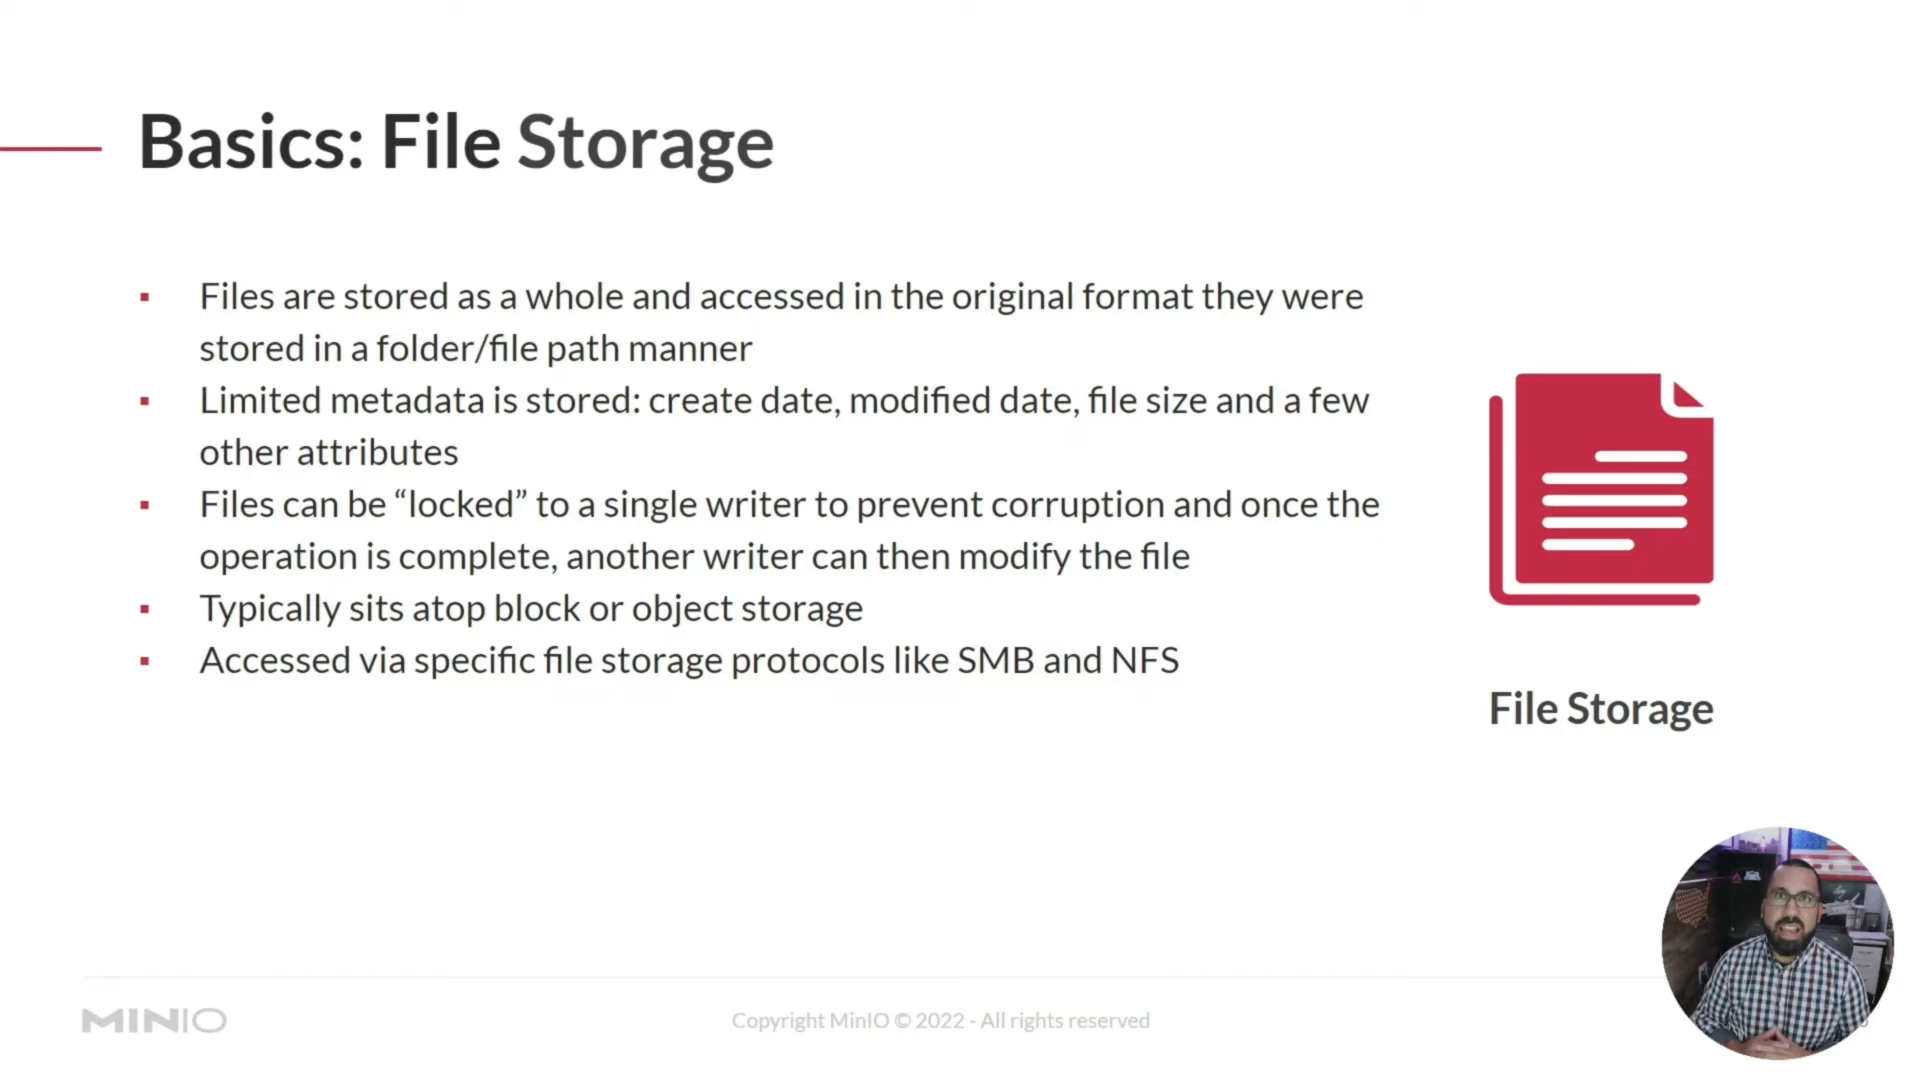 Basics: File Storage
Files are stored as a whole and accessed in the original format they were
stored in a folder/file path manner
Limited metadata is stored: create date, modified date, file size and a few
other attributes
Files can be “locked” to a single writer to prevent corruption and once the
operation is complete, another writer can then modify the file
Typically sits atop block or object storage
Accessed via specific file storage protocols like SMB and NFS
File Storage
MINIO
Copyright MinIO © 2022 - All rights reserved